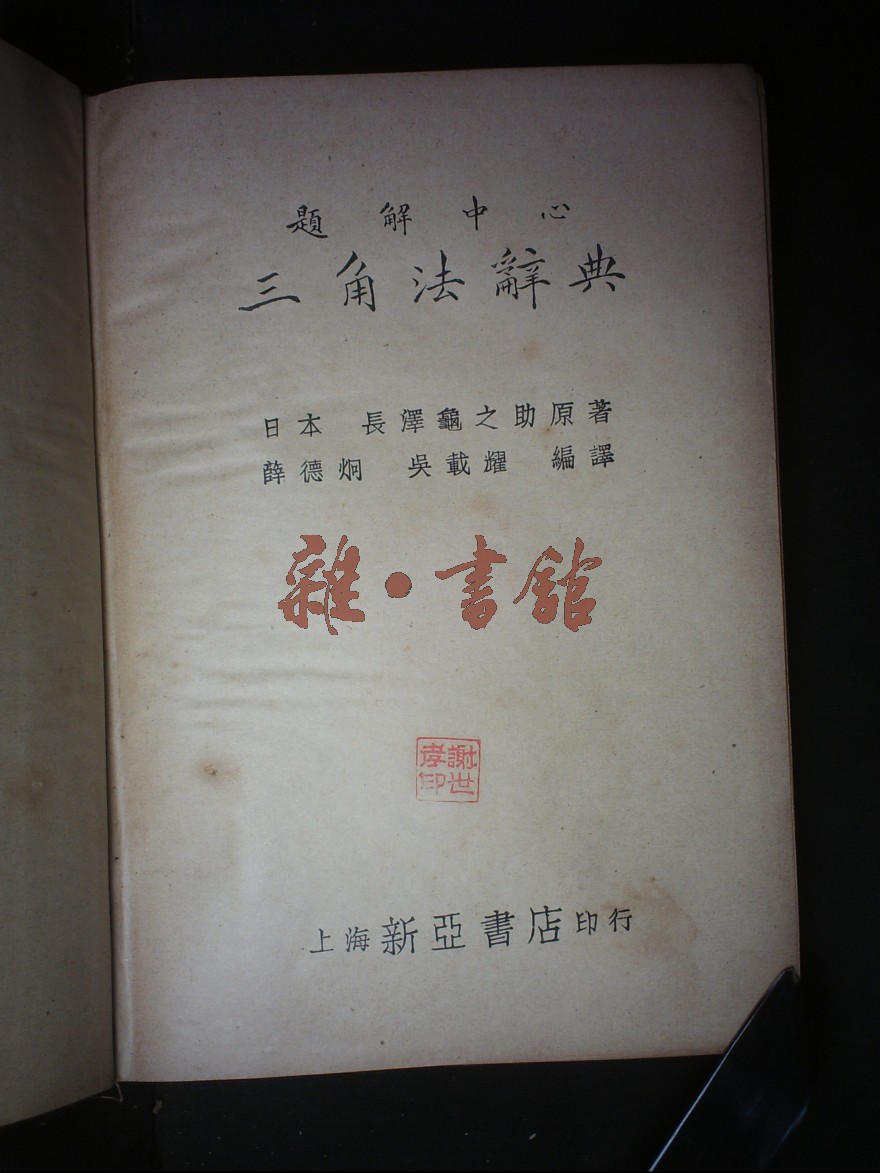 題解中心
三角法辭典
日本 長澤龜之助原著
薛德炯 吳載耀 編譯
雜·書館
謝世孝印
上海新亞書店印行